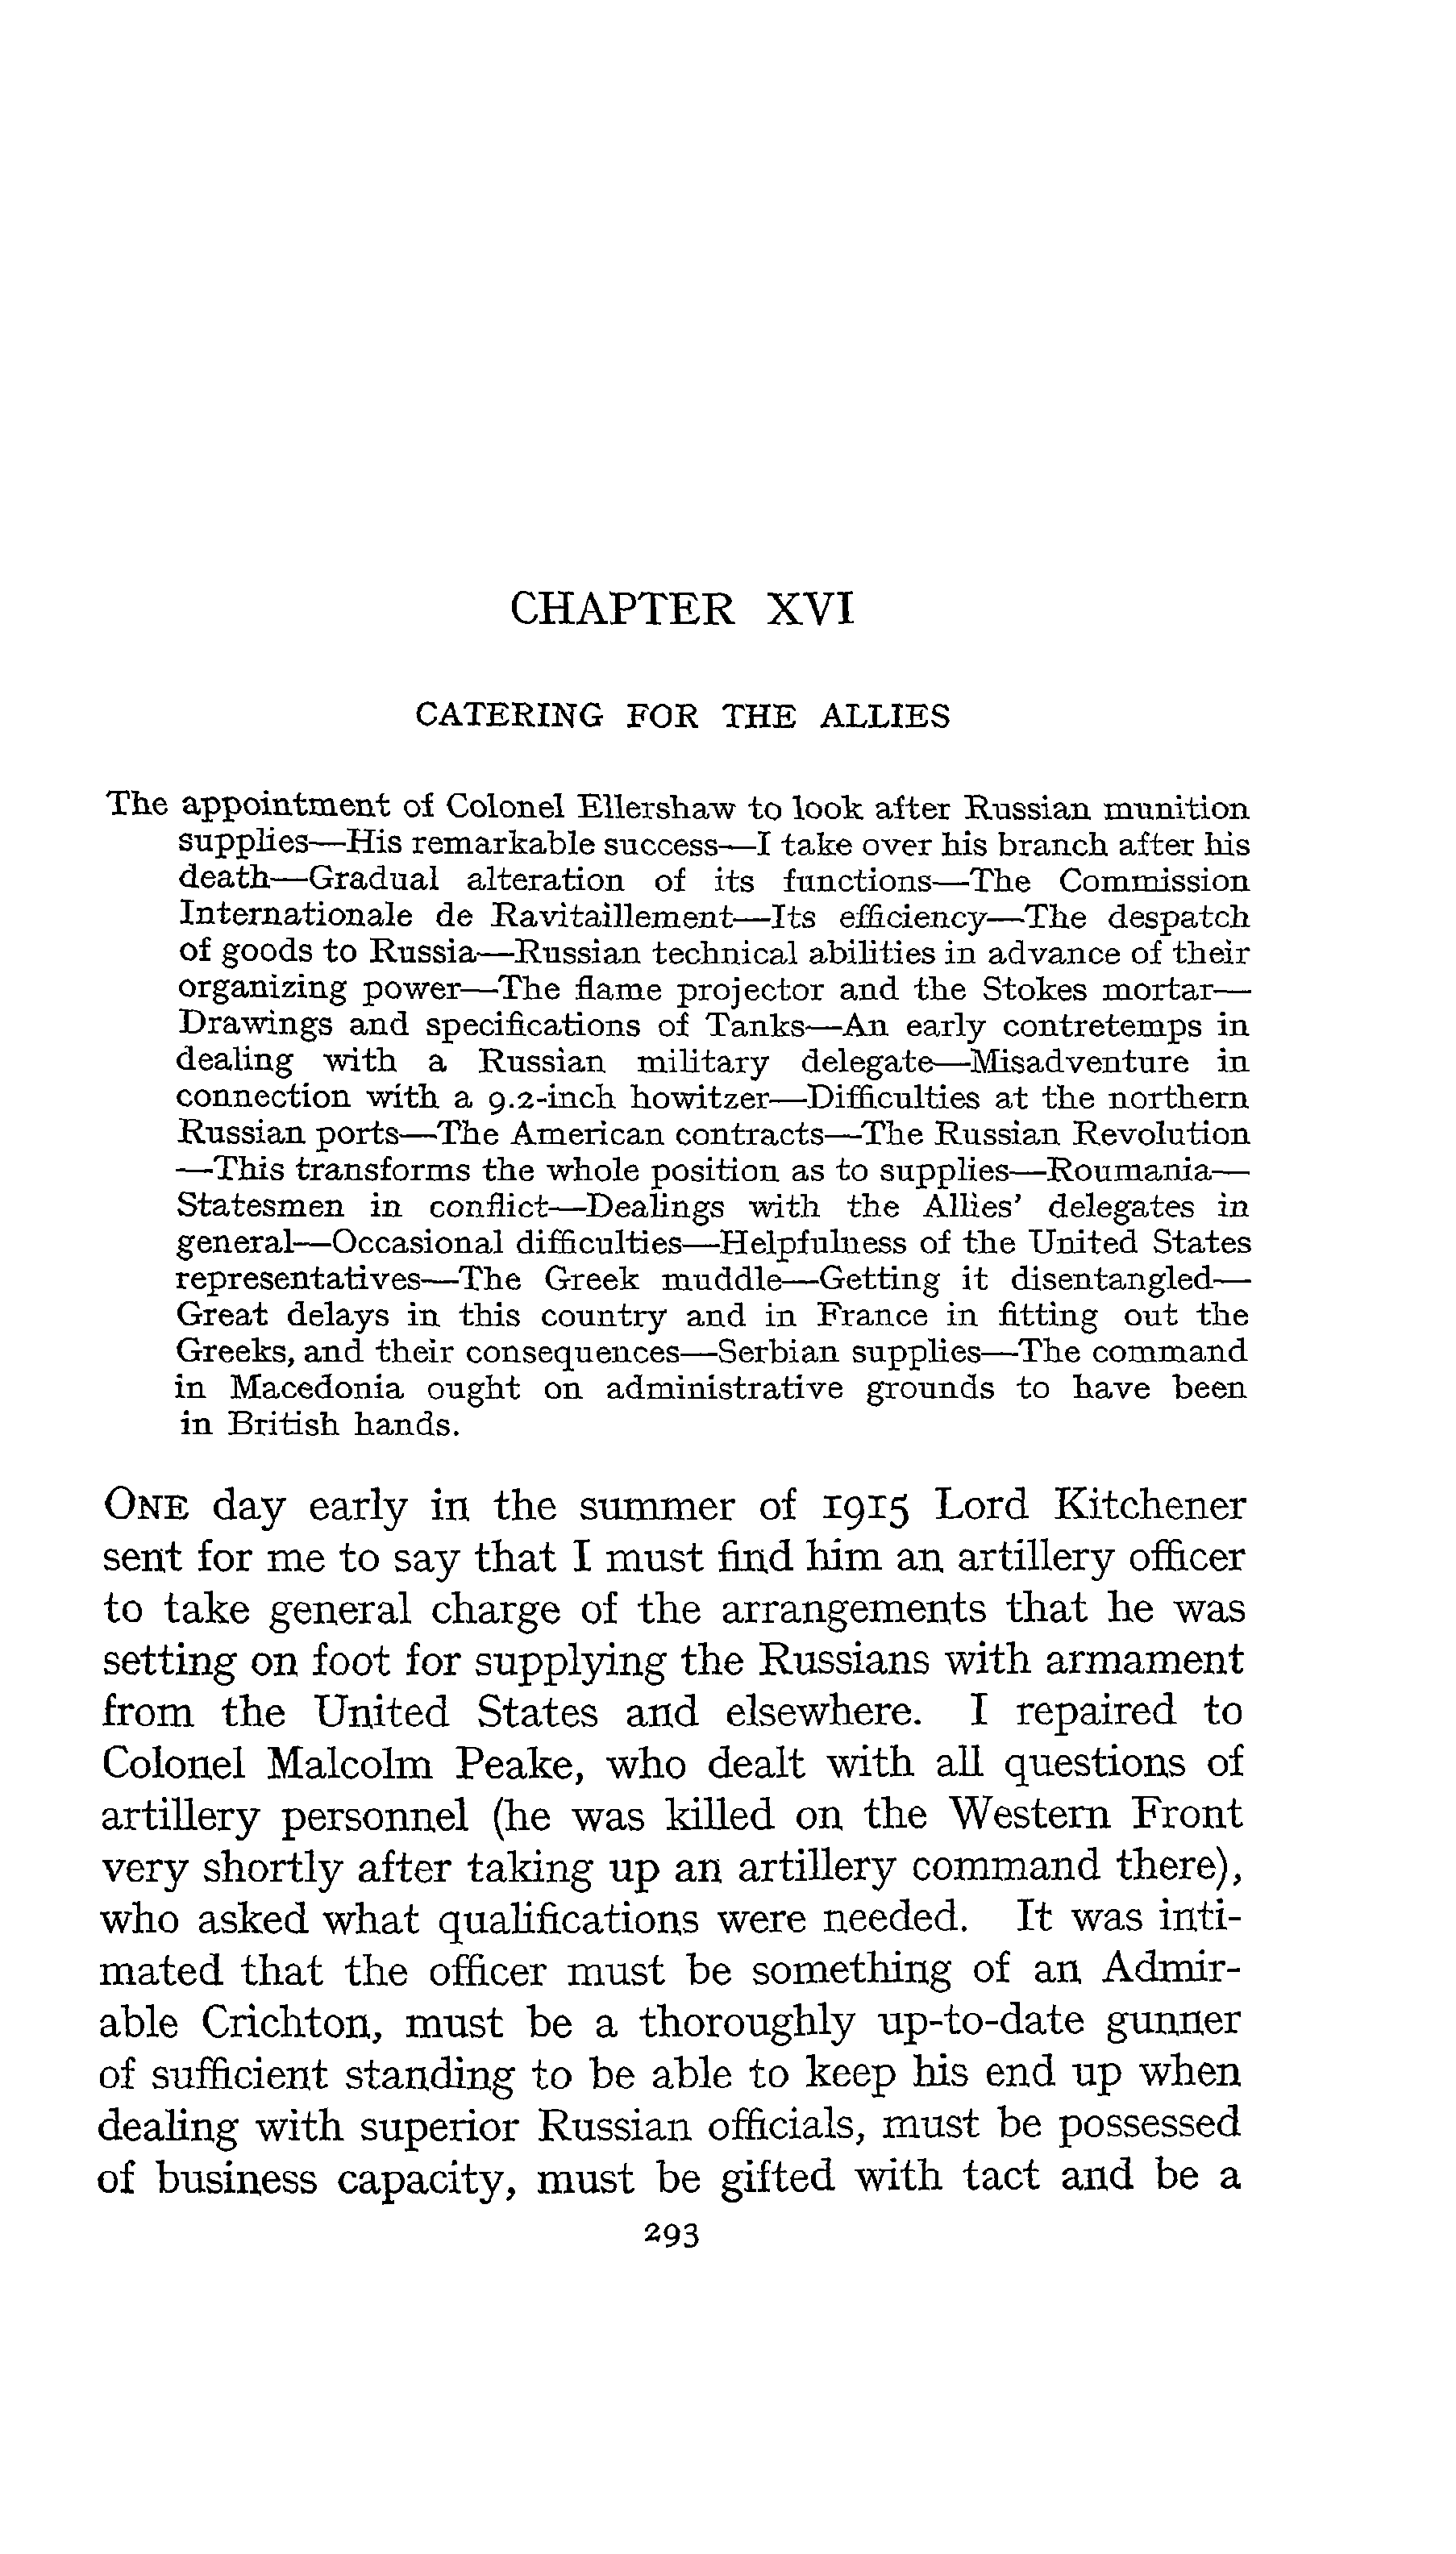 CHAPTER XVI
CATERING FOR THE ALLIES
The appointment of Colonel Ellershaw to look after Russian munition
supplies—His remarkable success—I take over his branch after his
death—Gradual alteration of its functions—The Commission
Internationale de Ravitaillement—Its efficiency—The despatch
of goods to Russia—Russian technical abilities in advance of their
organizing power—The flame projector and the Stokes mortar—
Drawings and specifications of Tanks—An early contretemps in
dealing with a Russian military delegate—Misadventure in
connection with a 9.2-inch howitzer—Difficulties at the northern
Russian ports—The American contracts—The Russian Revolution
—This transforms the whole position as to supplies—Roumania—
Statesmen in conflict—Dealings with the Allies’ delegates in
general—Occasional difficulties—Helpfulness of the United States
representatives—The Greek muddle—Getting it disentangled—
Great delays in this country and in France in fitting out the
Greeks, and their consequences—Serbian supplies—The command
in Macedonia ought on administrative grounds to have been
in British hands.
ONE day early in the summer of 1915 Lord Kitchener
sent for me to say that I must find him an artillery officer
to take general charge of the arrangements that he was
setting on foot for supplying the Russians with armament
from the United States and elsewhere. I repaired to
Colonel Malcolm Peake, who dealt with all questions of
artillery personnel (he was killed on the Western Front
very shortly after taking up an artillery command there),
who asked what qualifications were needed. It was inti-
mated that the officer must be something of an Admir-
able Crichton, must be a thoroughly up-to-date gunner
of sufficient standing to be able to keep his end up when
dealing with superior Russian officials, must be possessed
of business capacity, must be gifted with tact and be a
293